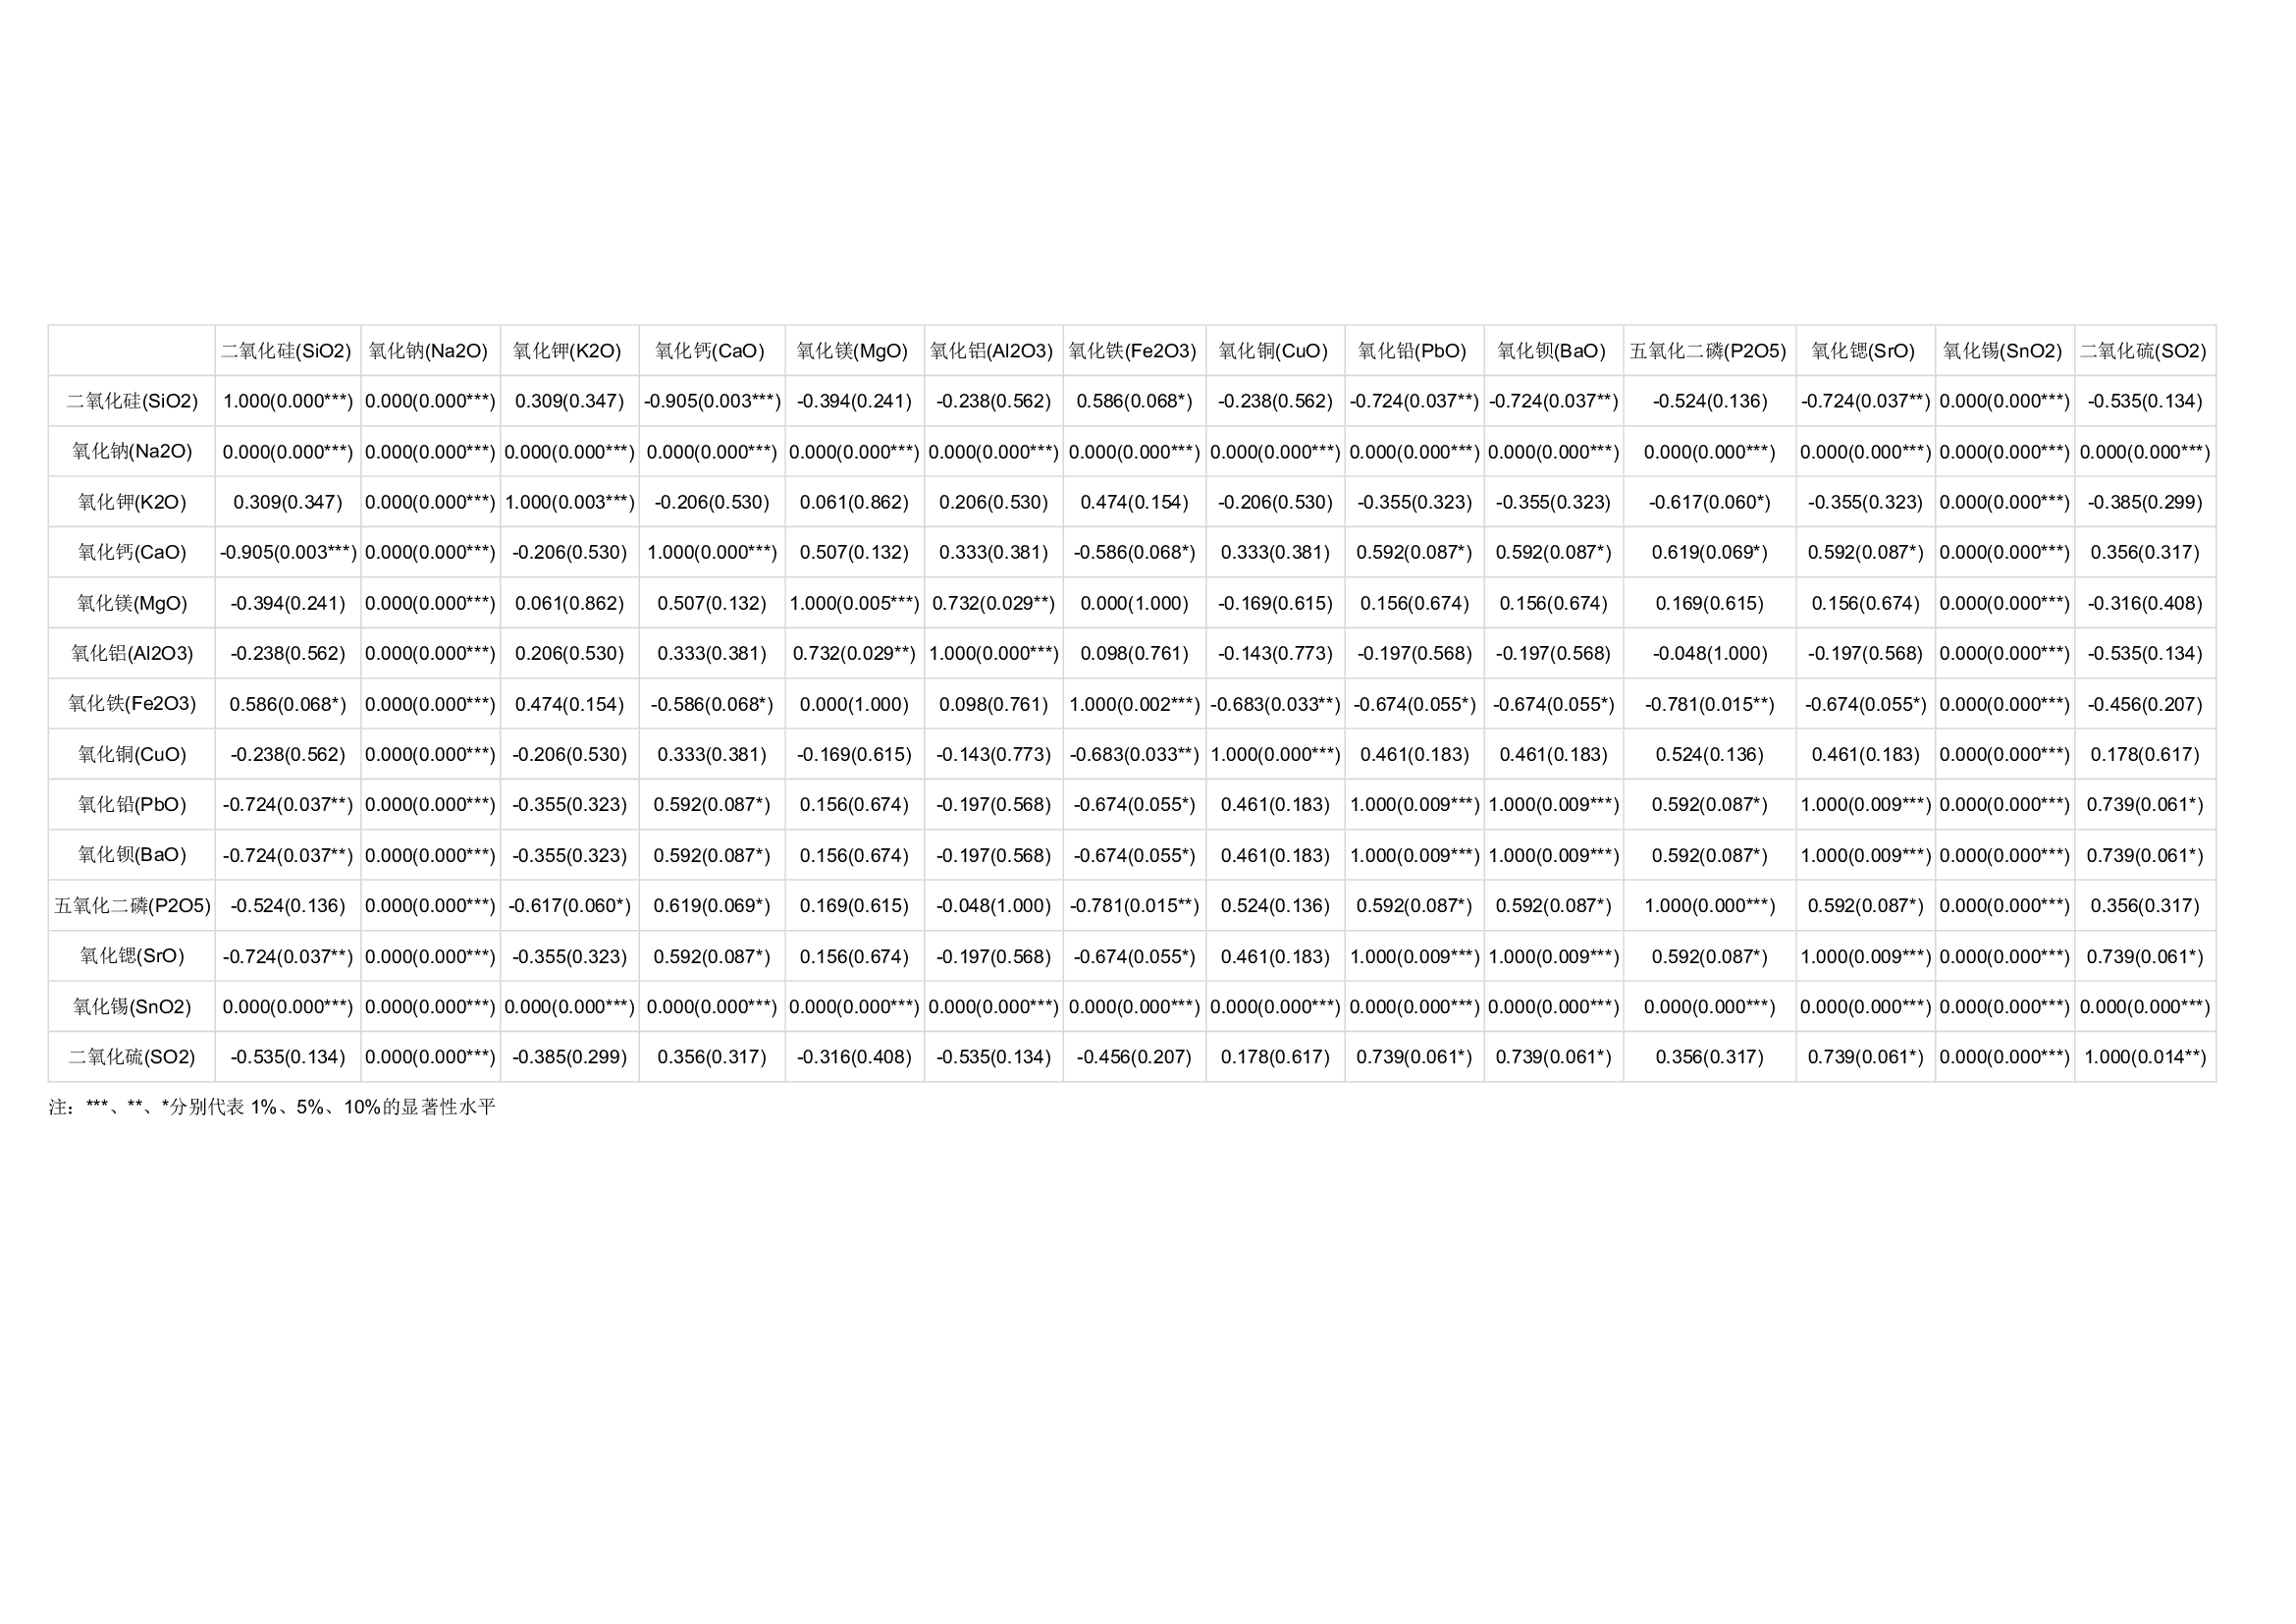 二氧化硅(SiO2) 氧化钠(Na2O) 氧化钾(K2O) 氧化钙(CaO) 氧化镁(MgO) 氧化铝(Al2O3) 氧化铁(Fe2O3) 氧化铜(CuO) 氧化铅(PbO) 氧化钡(BaO) 五氧化二磷(P2O5) 氧化锶(SrO) 氧化锡(SnO2) 二氧化硫(SO2)
二氧化硅(SiO2) 1.000(0.000***) 0.000(0.000***) 0.309(0.347) -0.905(0.003***) -0.394(0.241) -0.238(0.562) 0.586(0.068*) -0.238(0.562) -0.724(0.037**) -0.724(0.037**) -0.524(0.136) -0.724(0.037**) 0.000(0.000***) -0.535(0.134)
氧化钠(Na2O) 0.000(0.000***) 0.000(0.000***) 0.000(0.000***) 0.000(0.000***) 0.000(0.000***) 0.000(0.000***) 0.000(0.000***) 0.000(0.000***) 0.000(0.000***) 0.000(0.000***) 0.000(0.000***) 0.000(0.000***) 0.000(0.000***) 0.000(0.000***)
氧化钾(K2O) 0.309(0.347) 0.000(0.000***) 1.000(0.003***) -0.206(0.530) 0.061(0.862) 0.206(0.530) 0.474(0.154) -0.206(0.530) -0.355(0.323) -0.355(0.323) -0.617(0.060*) -0.355(0.323) 0.000(0.000***) -0.385(0.299)
氧化钙(CaO) -0.905(0.003***) 0.000(0.000***) -0.206(0.530) 1.000(0.000***) 0.507(0.132) 0.333(0.381) -0.586(0.068*) 0.333(0.381) 0.592(0.087*) 0.592(0.087*) 0.619(0.069*) 0.592(0.087*) 0.000(0.000***) 0.356(0.317)
氧化镁(MgO) -0.394(0.241) 0.000(0.000***) 0.061(0.862) 0.507(0.132) 1.000(0.005***) 0.732(0.029**) 0.000(1.000) -0.169(0.615) 0.156(0.674) 0.156(0.674) 0.169(0.615) 0.156(0.674) 0.000(0.000***) -0.316(0.408)
氧化铝(Al2O3) -0.238(0.562) 0.000(0.000***) 0.206(0.530) 0.333(0.381) 0.732(0.029**) 1.000(0.000***) 0.098(0.761) -0.143(0.773) -0.197(0.568) -0.197(0.568) -0.048(1.000) -0.197(0.568) 0.000(0.000***) -0.535(0.134)
氧化铁(Fe2O3) 0.586(0.068*) 0.000(0.000***) 0.474(0.154) -0.586(0.068*) 0.000(1.000) 0.098(0.761) 1.000(0.002***) -0.683(0.033**) -0.674(0.055*) -0.674(0.055*) -0.781(0.015**) -0.674(0.055*) 0.000(0.000***) -0.456(0.207)
氧化铜(CuO) -0.238(0.562) 0.000(0.000***) -0.206(0.530) 0.333(0.381) -0.169(0.615) -0.143(0.773) -0.683(0.033**) 1.000(0.000***) 0.461(0.183) 0.461(0.183) 0.524(0.136) 0.461(0.183) 0.000(0.000***) 0.178(0.617)
氧化铅(PbO) -0.724(0.037**) 0.000(0.000***) -0.355(0.323) 0.592(0.087*) 0.156(0.674) -0.197(0.568) -0.674(0.055*) 0.461(0.183) 1.000(0.009***) 1.000(0.009***) 0.592(0.087*) 1.000(0.009***) 0.000(0.000***) 0.739(0.061*)
氧化钡(BaO) -0.724(0.037**) 0.000(0.000***) -0.355(0.323) 0.592(0.087*) 0.156(0.674) -0.197(0.568) -0.674(0.055*) 0.461(0.183) 1.000(0.009***) 1.000(0.009***) 0.592(0.087*) 1.000(0.009***) 0.000(0.000***) 0.739(0.061*)
五氧化二磷(P2O5) -0.524(0.136) 0.000(0.000***) -0.617(0.060*) 0.619(0.069*) 0.169(0.615) -0.048(1.000) -0.781(0.015**) 0.524(0.136) 0.592(0.087*) 0.592(0.087*) 1.000(0.000***) 0.592(0.087*) 0.000(0.000***) 0.356(0.317)
氧化锶(SrO) -0.724(0.037**) 0.000(0.000***) -0.355(0.323) 0.592(0.087*) 0.156(0.674) -0.197(0.568) -0.674(0.055*) 0.461(0.183) 1.000(0.009***) 1.000(0.009***) 0.592(0.087*) 1.000(0.009***) 0.000(0.000***) 0.739(0.061*)
氧化锡(SnO2) 0.000(0.000***) 0.000(0.000***) 0.000(0.000***) 0.000(0.000***) 0.000(0.000***) 0.000(0.000***) 0.000(0.000***) 0.000(0.000***) 0.000(0.000***) 0.000(0.000***) 0.000(0.000***) 0.000(0.000***) 0.000(0.000***) 0.000(0.000***)
二氧化硫(SO2) -0.535(0.134) 0.000(0.000***) -0.385(0.299) 0.356(0.317) -0.316(0.408) -0.535(0.134) -0.456(0.207) 0.178(0.617) 0.739(0.061*) 0.739(0.061*) 0.356(0.317) 0.739(0.061*) 0.000(0.000***) 1.000(0.014**)
注：***、**、*分别代表 1%、5%、10%的显著性水平